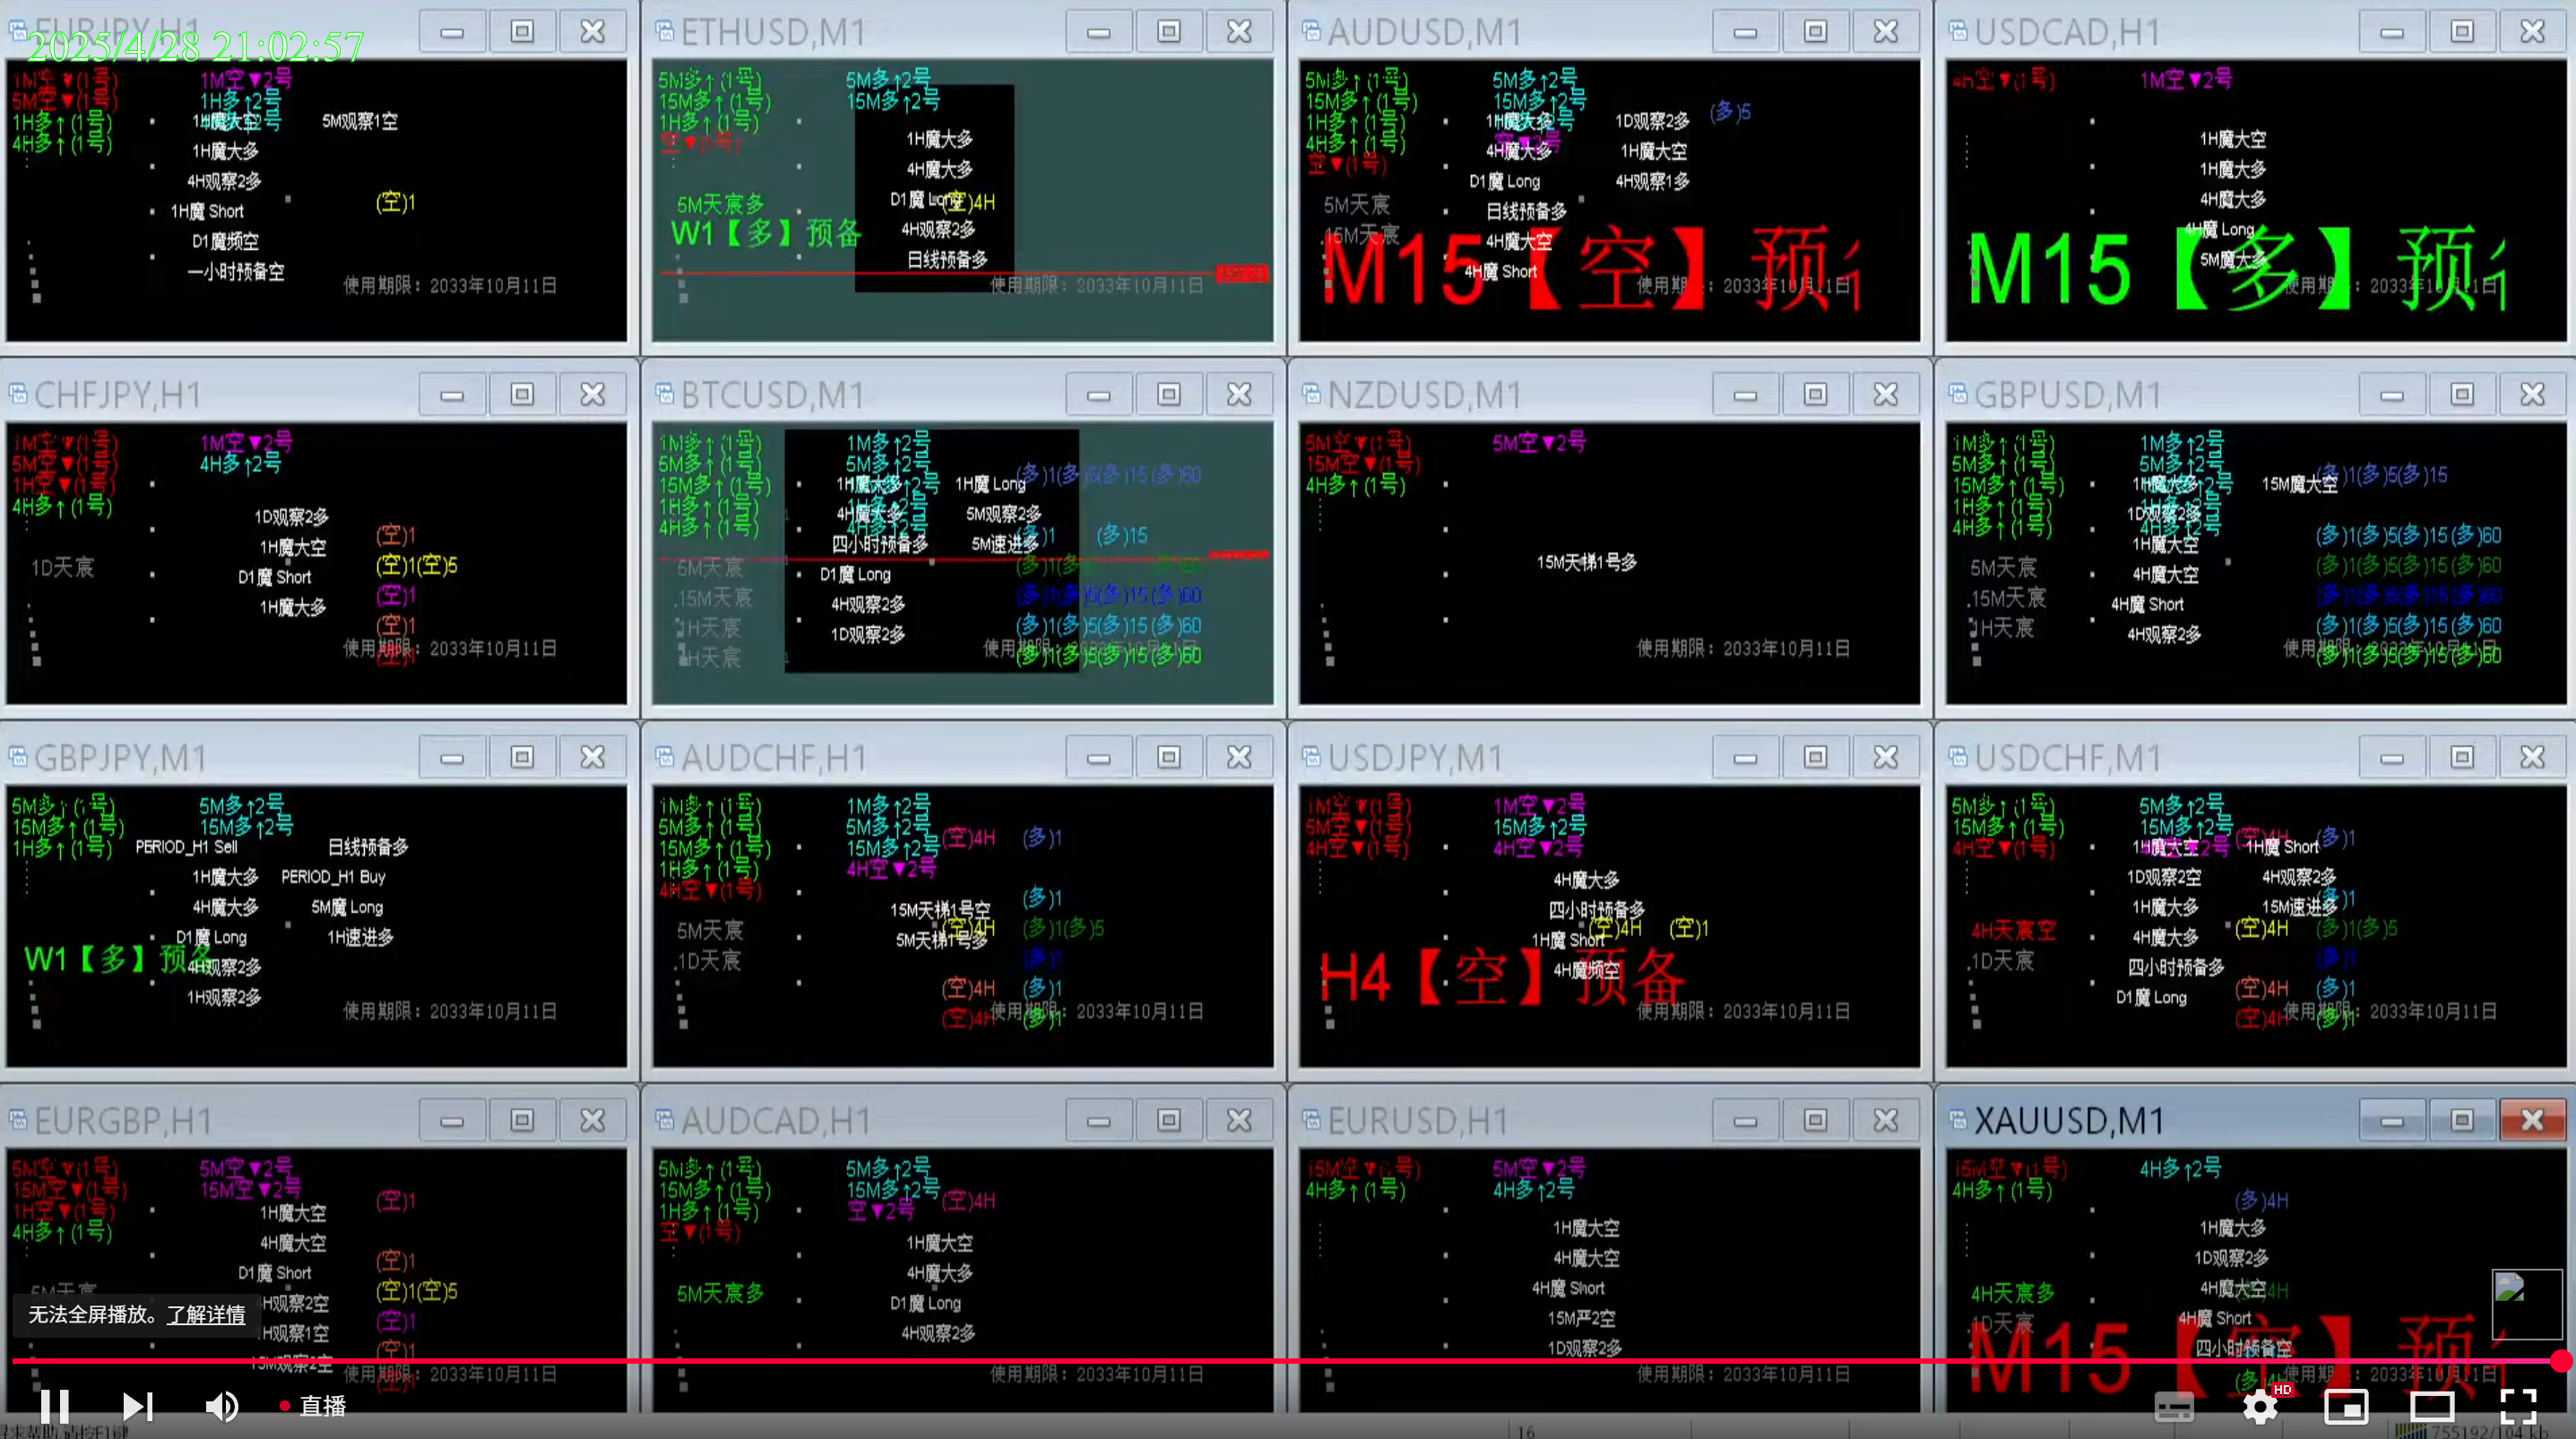 EURJPY,H1
2025/4/28 21:02:57
1M空▼(1号) 1M空▼2号
5M空▼(1号) 1H多↑2号
1H多↑(1号) 1H魔大空 5M观察1空
4H多↑(1号)
1H魔大多
4H观察2多
(空)1
1H魔 Short
D1魔频空
一小时预备空
使用期限：2033年10月11日
ETHUSD,M1
5M多↑(1号) 5M多↑2号
15M多↑(1号) 15M多↑2号
1H多↑(1号)
空▼(1号)
1H魔大多
4H魔大多
5M天宸多
D1魔 Long (空)4H
W1【多】预备
4H观察2多
日线预备多
使用期限：2033年10月11日
AUDUSD,M1
5M多↑(1号) 5M多↑2号
15M多↑(1号) 15M多↑2号
(多)5
1H多↑(1号) 1H魔大多 1D观察2多
4H多↑(1号) 空▼2号
空▼(1号) 4H魔大多 1H魔大空
D1魔 Long 4H观察1多
5M天宸
日线预备多
15M天宸
4H魔大空
M15【空】预
4H魔 Short
USDCAD,H1
4H空▼(1号) 1M空▼2号
1H魔大空
1H魔大多
4H魔大多
4H魔 Long
M15【多】预
5M魔大多
CHFJPY,H1
1M空▼(1号) 1M空▼2号
5M空▼(1号) 4H多↑2号
1H空▼(1号)
4H多↑(1号)
1D观察2多
(空)1
1H魔大空
1D天宸
(空)1(空)5
D1魔 Short
(空)1
1H魔大多
(空)1
使用期限：2033年10月11日
BTCUSD,M1
1M多↑(1号) 1M多↑2号
5M多↑(1号) 5M多↑2号
(多)1(多)5(多)15(多)60
15M多↑(1号) 1H魔大多 1H魔 Long
1H多↑(1号)
4H魔大多 5M观察2多
4H多↑(1号)
(多)1 (多)15
四小时预备多 5M速进多
5M天宸
D1魔 Long
15M天宸
(多)1(多)5(多)15(多)60
4H观察2多
1H天宸
(多)1(多)5(多)15(多)60
1D观察2多
(多)1(多)5(多)15(多)60
NZDUSD,M1
5M空▼(1号) 5M空▼2号
15M空▼(1号)
4H多↑(1号)
15M天梯1号多
使用期限：2033年10月11日
GBPUSD,M1
1M多↑(1号) 1M多↑2号
5M多↑(1号) 5M多↑2号
(多)1(多)5(多)15
15M多↑(1号) 1H魔大多 15M魔大空
1H多↑(1号)
1D观察2多
4H多↑(1号)
(多)1(多)5(多)15(多)60
1H魔大空
5M天宸 (多)1(多)5(多)15(多)60
4H魔大空
15M天宸 (多)1(多)5(多)15(多)60
4H魔 Short
1H天宸 (多)1(多)5(多)15(多)60
4H观察2多
(多)1(多)5(多)15(多)60
GBPJPY,M1
5M多↑(1号) 5M多↑2号
15M多↑(1号) 15M多↑2号
1H多↑(1号) PERIOD_H1 Sell 日线预备多
1H魔大多 PERIOD_H1 Buy
4H魔大多 5M魔 Long
D1魔 Long 1H速进多
W1【多】预备
4H观察2多
1H观察2多
使用期限：2033年10月11日
AUDCHF,H1
1M多↑(1号) 1M多↑2号
5M多↑(1号) 5M多↑2号
(空)4H (多)1
15M多↑(1号) 15M多↑2号
1H多↑(1号) 4H空▼2号
4H空▼(1号)
(多)1
15M天梯1号空
5M天宸 (空)4H (多)1(多)5
5M天梯1号多
1D天宸 (多)1
(空)4H (多)1
(空)4H (多)1
使用期限：2033年10月11日
USDJPY,M1
1M空▼(1号) 1M空▼2号
5M空▼(1号) 15M多↑2号
4H空▼(1号) 4H空▼2号
4H魔大多
四小时预备多
(空)4H (空)1
1H魔 Short
H4【空】预备
4H魔频空
使用期限：2033年10月11日
USDCHF,M1
5M多↑(1号) 5M多↑2号
15M多↑(1号) 15M多↑2号
(空)4H (多)1
4H空▼(1号) 1H魔大空 1H魔 Short
1D观察2空 4H观察2多
(多)1
1H魔大多 15M速进多
4H天宸空 (空)4H (多)1(多)5
4H魔大多
1D天宸 (多)1
四小时预备多
(空)4H (多)1
D1魔 Long
(空)4H (多)1
使用期限：2033年10月11日
EURGBP,H1
5M空▼(1号) 5M空▼2号
15M空▼(1号) 15M空▼2号
(空)1
1H空▼(1号)
1H魔大空
4H多↑(1号)
4H魔大空
(空)1
D1魔 Short
5M天宸
(空)1(空)5
4H观察2空
无法全屏播放。了解详情
(空)1
H观察1空
(空)1
15M观察2空
使用期限：2033年10月11日
AUDCAD,H1
5M多↑(1号) 5M多↑2号
15M多↑(1号) 15M多↑2号
(空)4H
1H多↑(1号) 空▼2号
空▼(1号)
1H魔大空
4H魔大多
5M天宸多
D1魔 Long
4H观察2多
使用期限：2033年10月11日
EURUSD,H1
15M空▼(1号) 5M空▼2号
4H多↑(1号) 4H多↑2号
1H魔大空
4H魔大空
4H魔 Short
15M严2空
1D观察2多
使用期限：2033年10月11日
XAUUSD,M1
15M空▼(1号) 4H多↑2号
4H多↑(1号)
(多)4H
1H魔大多
1D观察2多
4H魔大空
4H天宸多
4H魔 Short
1D天宸
M15【空】预
四小时预备空
使用期限：2033年10月11日
直播
HD
寻求帮助,请按F1键
16
755192/104 kb